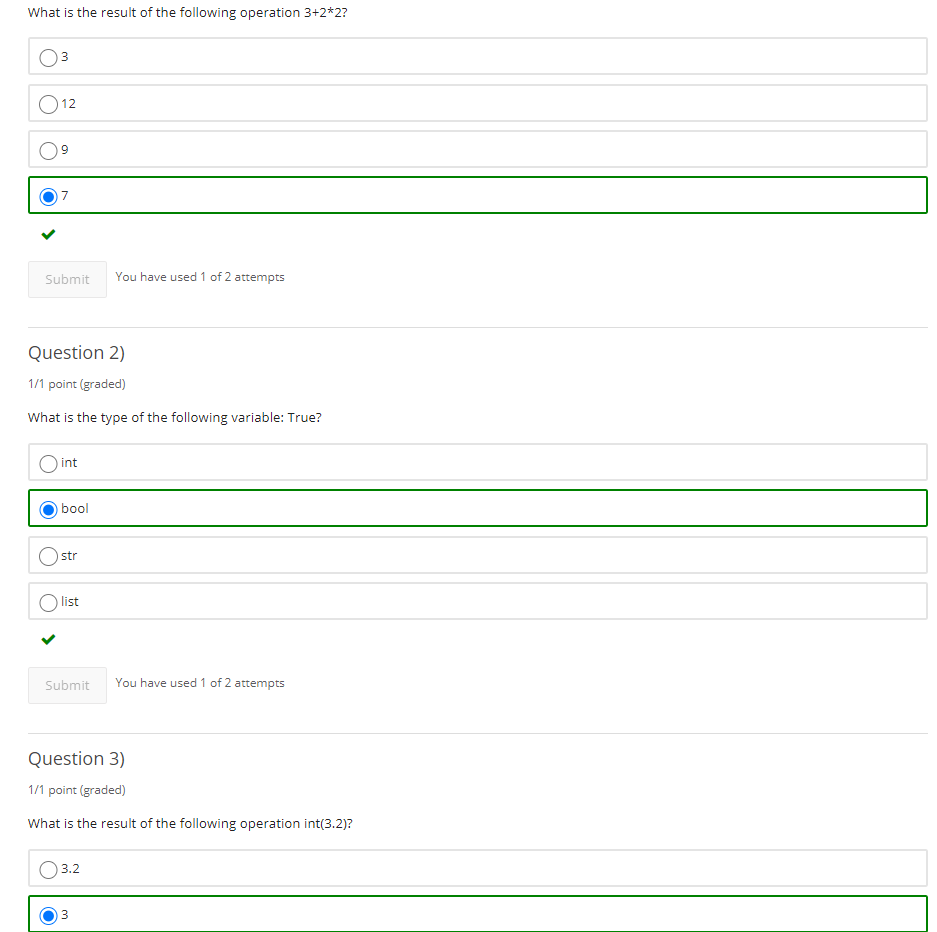 What is the result of the following operation 3+2*2?
3
12
9
7
Submit You have used 1 of 2 attempts
Question 2)
1/1 point (graded)
What is the type of the following variable: True?
int
bool
str
list
Submit You have used 1 of 2 attempts
Question 3)
1/1 point (graded)
What is the result of the following operation int(3.2)?
3.2
3